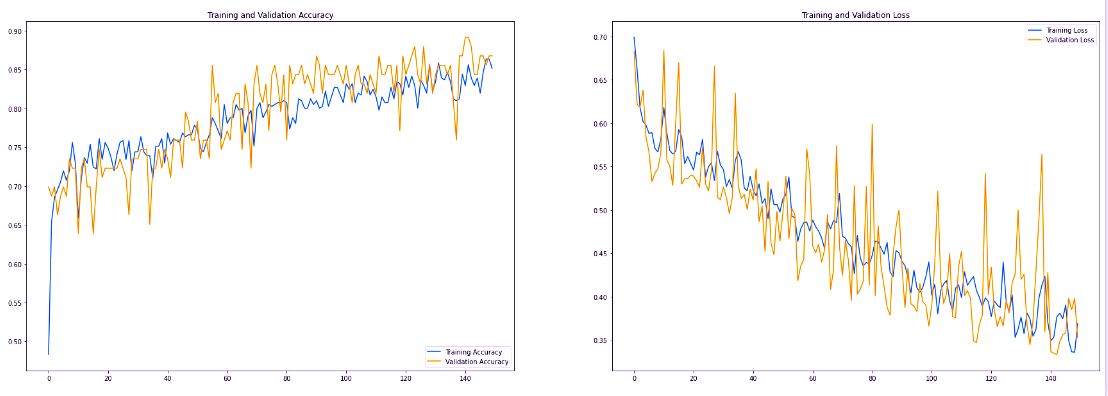 Training and Validation Accuracy
0.90
0.85
0.80
0.75
0.70
0.65
0.60
0.55
0.50
Training Accuracy
Validation Accuracy
0 20 40 60 80 100 120 140
Training and Validation Loss
Training Loss
Validation Loss
0.70
0.65
0.60
0.55
0.50
0.45
0.40
0.35
0 20 40 60 80 100 120 140